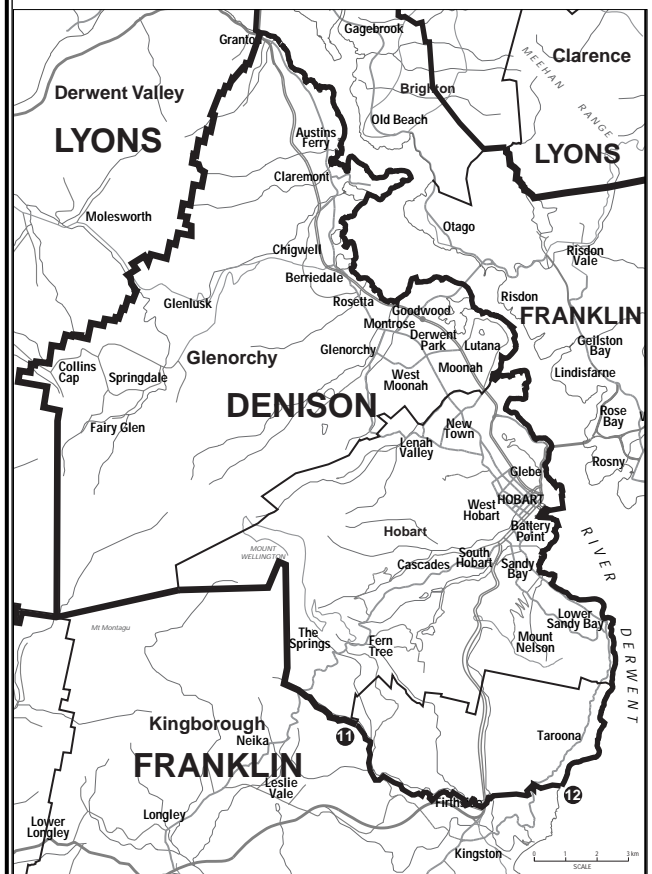 Granton
Gagebrook
Clarence
MEEHAN RANGE
Derwent Valley
Brighton
LYONS
Old Beach
Austins
Ferry
LYONS
Claremont
Molesworth
Otago
Chigwell
Risdon
Vale
Berriedale
Glenlusk
Rosetta
Risdon
Goodwood
FRANKLIN
Montrose
Derwent
Park
Lutana
Geilston
Bay
Glenorchy
Glenorchy
Collins
Cap
Springdale
West
Moonah
Moonah
Lindisfarne
DENISON
Rose
Bay
Fairy Glen
New
Town
Lenah
Valley
Rosny
Glebe
West
Hobart
HOBART
Hobart
Battery
Point
RIVER
MOUNT
WELLINGTON
Cascades
South
Hobart
Sandy
Bay
Lower
Sandy Bay
Mt Montagu
The
Springs
Fern
Tree
Mount
Nelson
DERWENT
Kingborough
Neika
11
Taroona
FRANKLIN
Leslie
Vale
12
Firthside
Longley
Lower
Longley
Kingston
0 1 2 3 km
SCALE